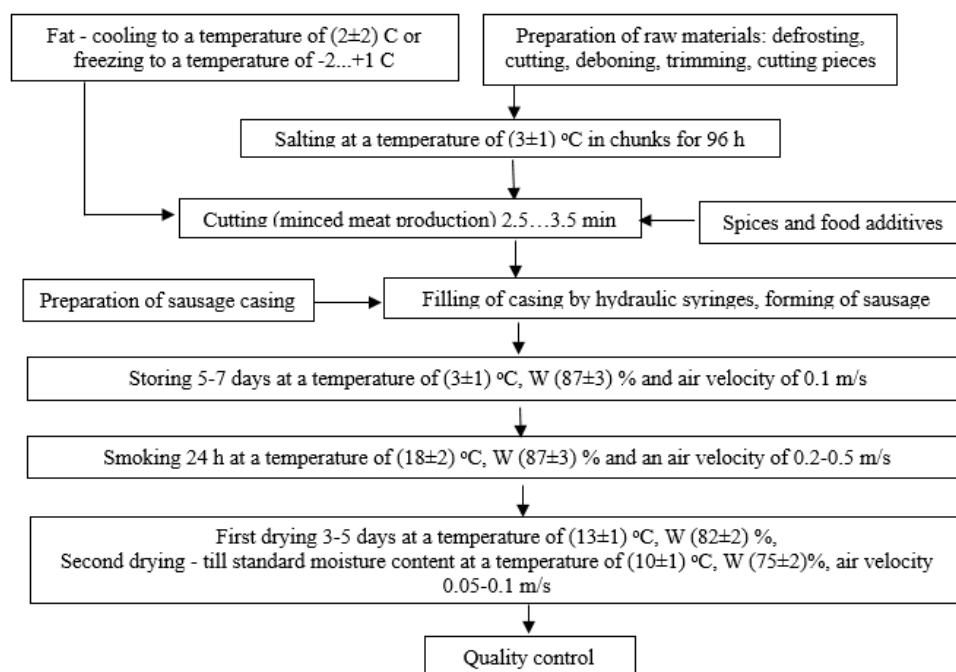 Fat - cooling to a temperature of (2±2) C or
freezing to a temperature of -2...+1 C
Preparation of raw materials: defrosting,
cutting, deboning, trimming, cutting pieces
Salting at a temperature of (3±1) ºC in chunks for 96 h
Cutting (minced meat production) 2.5…3.5 min
Spices and food additives
Preparation of sausage casing
Filling of casing by hydraulic syringes, forming of sausage
Storing 5-7 days at a temperature of (3±1) ºC, W (87±3) % and air velocity of 0.1 m/s
Smoking 24 h at a temperature of (18±2) ºC, W (87±3) % and an air velocity of 0.2-0.5 m/s
First drying 3-5 days at a temperature of (13±1) ºC, W (82±2) %,
Second drying - till standard moisture content at a temperature of (10±1) ºC, W (75±2)%, air velocity
0.05-0.1 m/s
Quality control